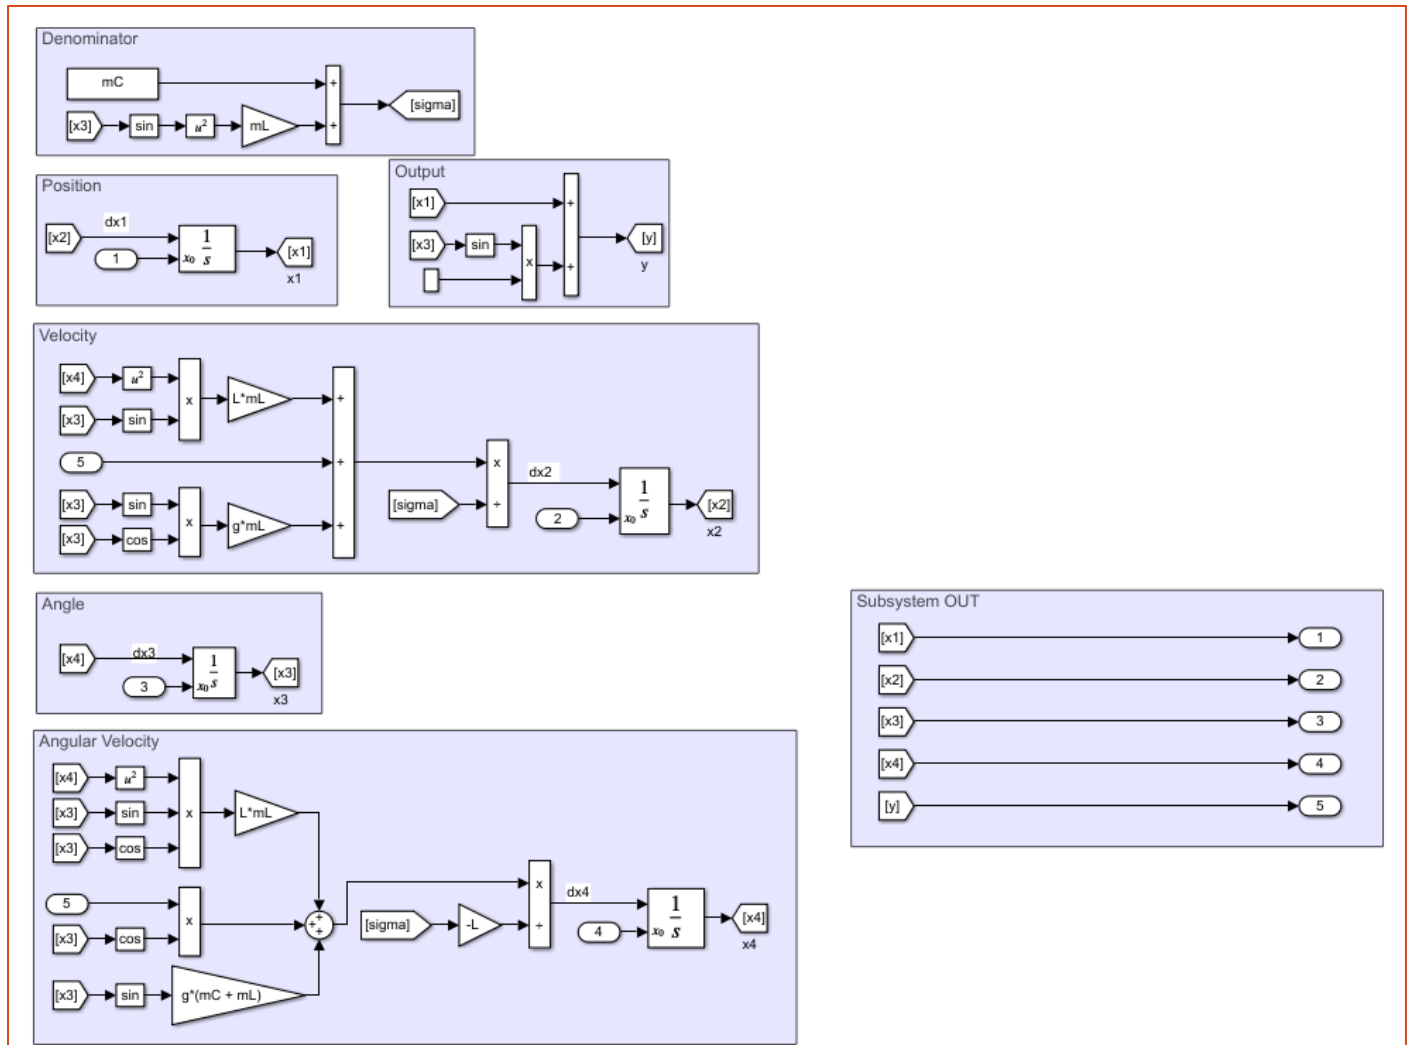 Denominator
mC
[x3] sin u² mL
+
+
[sigma]
Position
[x2] dx1
1
x₀ 1/s
[x1]
x1
Output
[x1]
[x3] sin
x
+
+
[y]
y
Velocity
[x4] u²
[x3] sin
x
L*mL
5
[x3] sin
[x3] cos
x
g*mL
+
+
+
[sigma]
x
÷
dx2
2
x₀ 1/s
[x2]
x2
Angle
[x4] dx3
3
x₀ 1/s
[x3]
x3
Angular Velocity
[x4] u²
[x3] sin
[x3] cos
x
L*mL
5
[x3] cos
x
[x3] sin g*(mC + mL)
+
+
+
[sigma] -L
x
÷
dx4
4
x₀ 1/s
[x4]
x4
Subsystem OUT
[x1] 1
[x2] 2
[x3] 3
[x4] 4
[y] 5